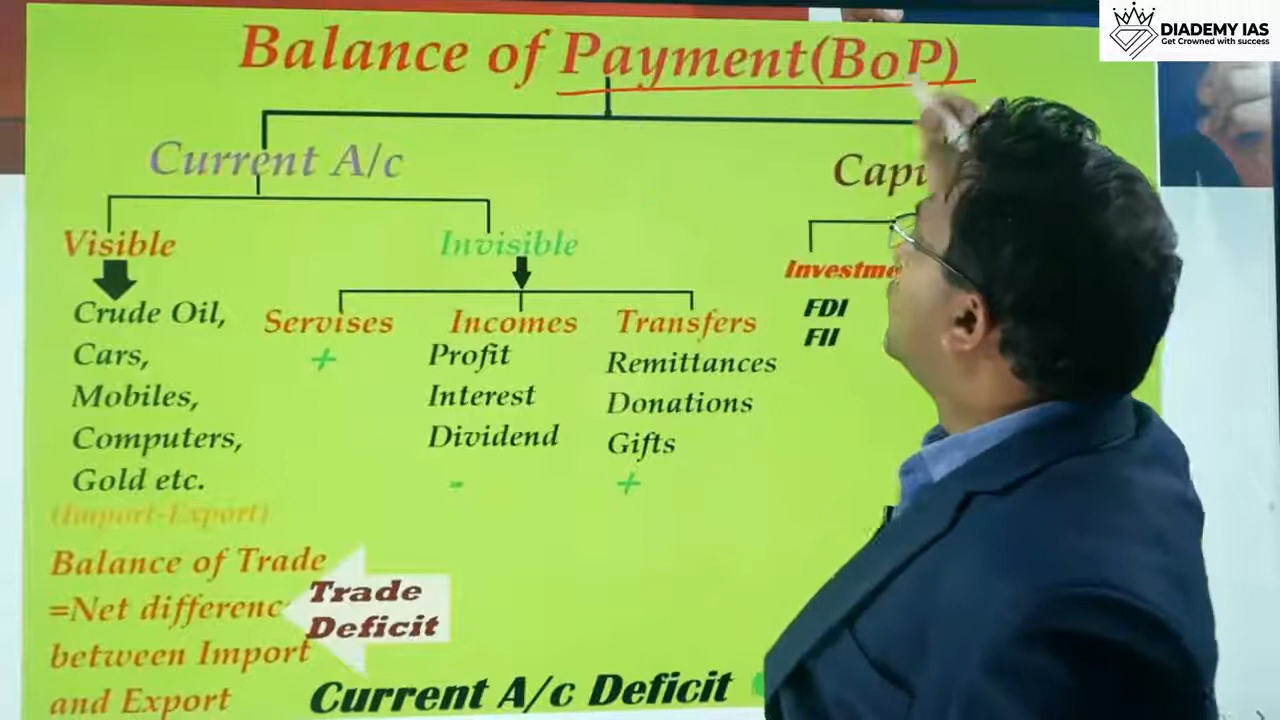 DIADEMY IAS
Get Crowned with success
Balance of Payment(BoP)
Current A/c
Visible
Invisible
Crude Oil,
Cars,
Mobiles,
Computers,
Gold etc.
(Import-Export)
Servises
+
Incomes
Profit
Interest
Dividend
-
Transfers
Remittances
Donations
Gifts
+
FDI
FII
Balance of Trade
=Net differenc
between Import
and Export
Trade
Deficit
Current A/c Deficit